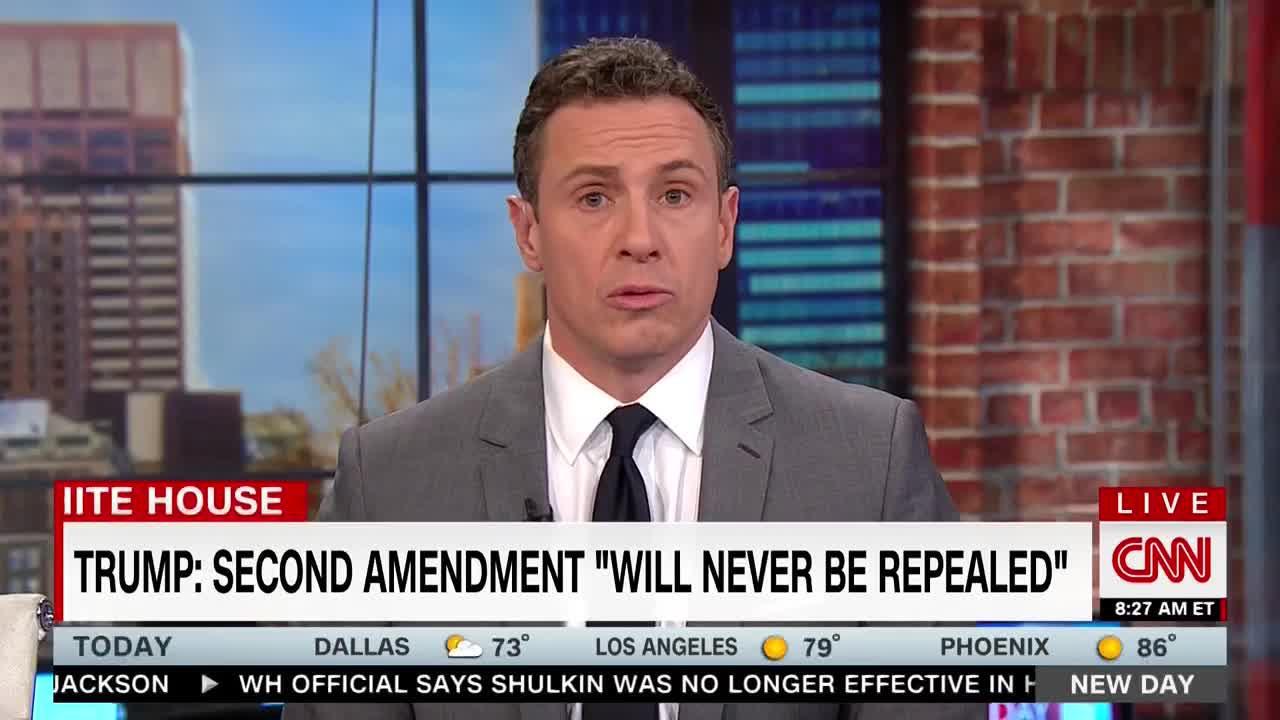 IITE HOUSE
LIVE
TRUMP: SECOND AMENDMENT "WILL NEVER BE REPEALED"
CNN
8:27 AM ET
TODAY DALLAS 73° LOS ANGELES 79° PHOENIX 86°
JACKSON ▶ WH OFFICIAL SAYS SHULKIN WAS NO LONGER EFFECTIVE IN H NEW DAY